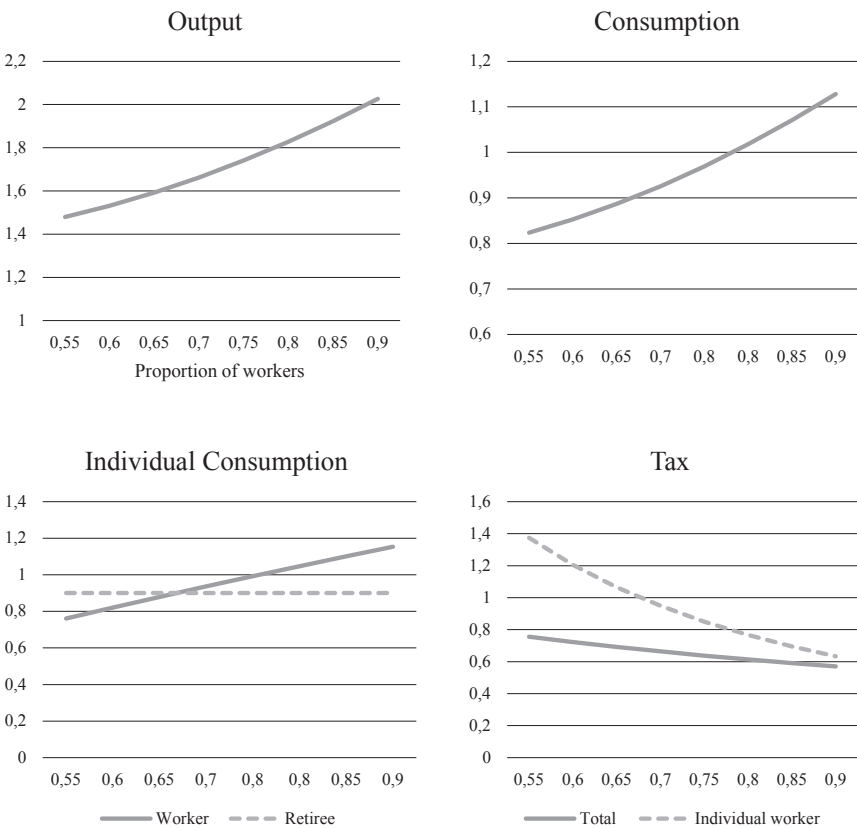 Output
2,2
2
1,8
1,6
1,4
1,2
1
0,55 0,6 0,65 0,7 0,75 0,8 0,85 0,9
Proportion of workers
Consumption
1,2
1,1
1
0,9
0,8
0,7
0,6
0,55 0,6 0,65 0,7 0,8 0,8 0,85 0,9
Individual Consumption
1,4
1,2
1
0,8
0,6
0,4
0,2
0
0,55 0,6 0,65 0,7 0,8 0,8 0,85 0,9
Worker Retiree
Tax
1,6
1,4
1,2
1
0,8
0,6
0,4
0,2
0
0,55 0,6 0,65 0,7 0,75 0,8 0,85 0,9
Total Individual worker